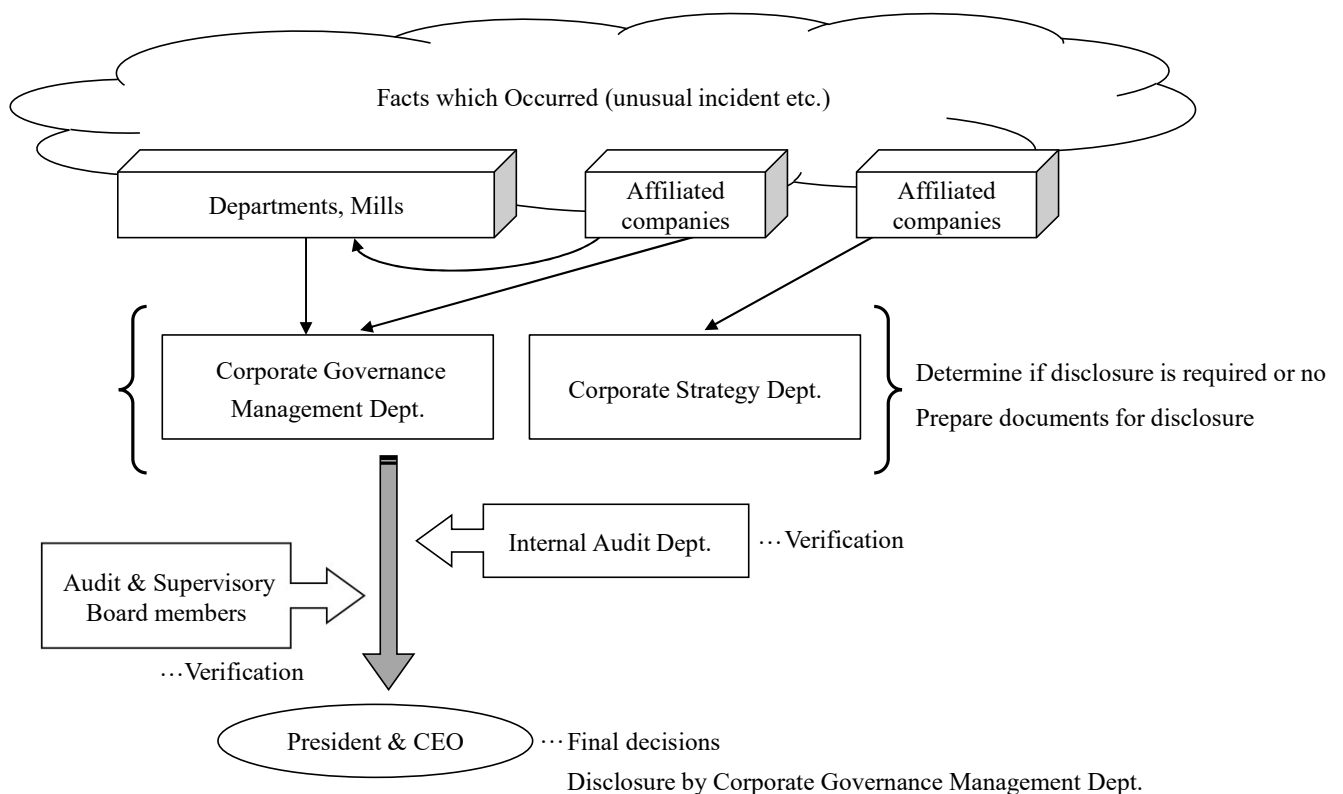 Facts which Occurred (unusual incident etc.)
Departments, Mills
Affiliated
companies
Affiliated
companies
Corporate Governance
Management Dept.
Corporate Strategy Dept.
Determine if disclosure is required or no
Prepare documents for disclosure
Internal Audit Dept.
…Verification
Audit & Supervisory
Board members
…Verification
President & CEO
…Final decisions
Disclosure by Corporate Governance Management Dept.